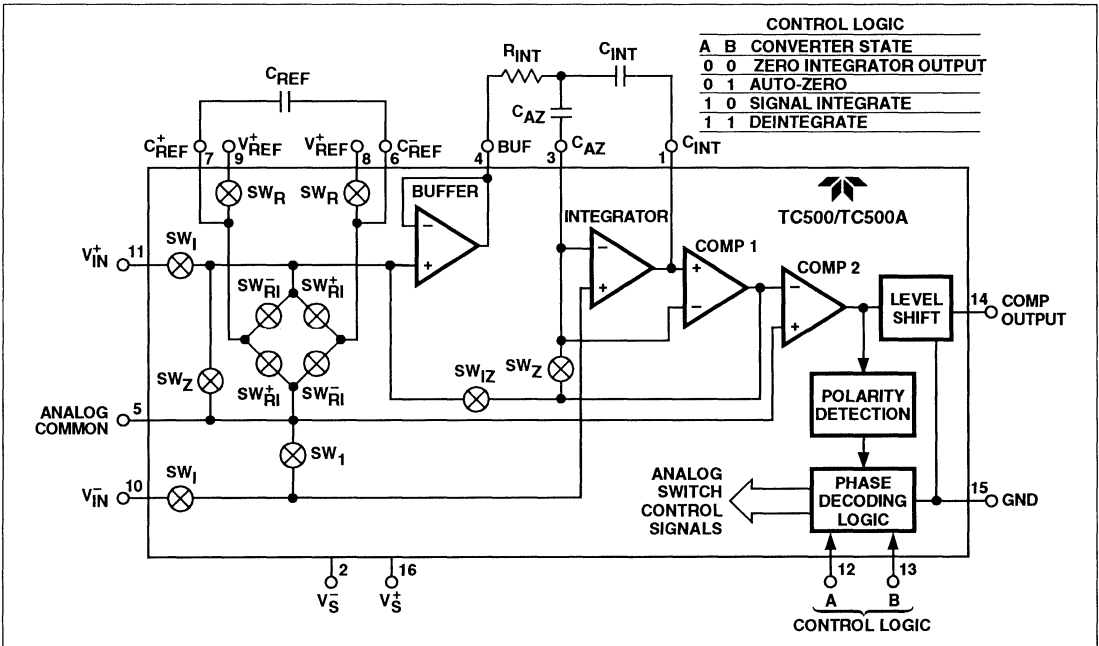 CONTROL LOGIC
A B CONVERTER STATE
0 0 ZERO INTEGRATOR OUTPUT
0 1 AUTO-ZERO
1 0 SIGNAL INTEGRATE
1 1 DEINTEGRATE
RINT
CINT
CREF
CAZ
C+REF
7
V+REF
9
V+REF
8
C-REF
6
BUF
4
CAZ
3
CINT
1
SWR
SWR
BUFFER
INTEGRATOR
TC500/TC500A
V+IN
11
SWI
SW-RI
SW+RI
COMP 1
COMP 2
LEVEL
SHIFT
14
COMP
OUTPUT
SWZ
SW+RI
SW-RI
SWIZ
SWZ
POLARITY
DETECTION
ANALOG
COMMON
5
SW1
V-IN
10
SWI
ANALOG
SWITCH
CONTROL
SIGNALS
PHASE
DECODING
LOGIC
15
GND
2
V-S
16
V+S
12
13
A
B
CONTROL LOGIC